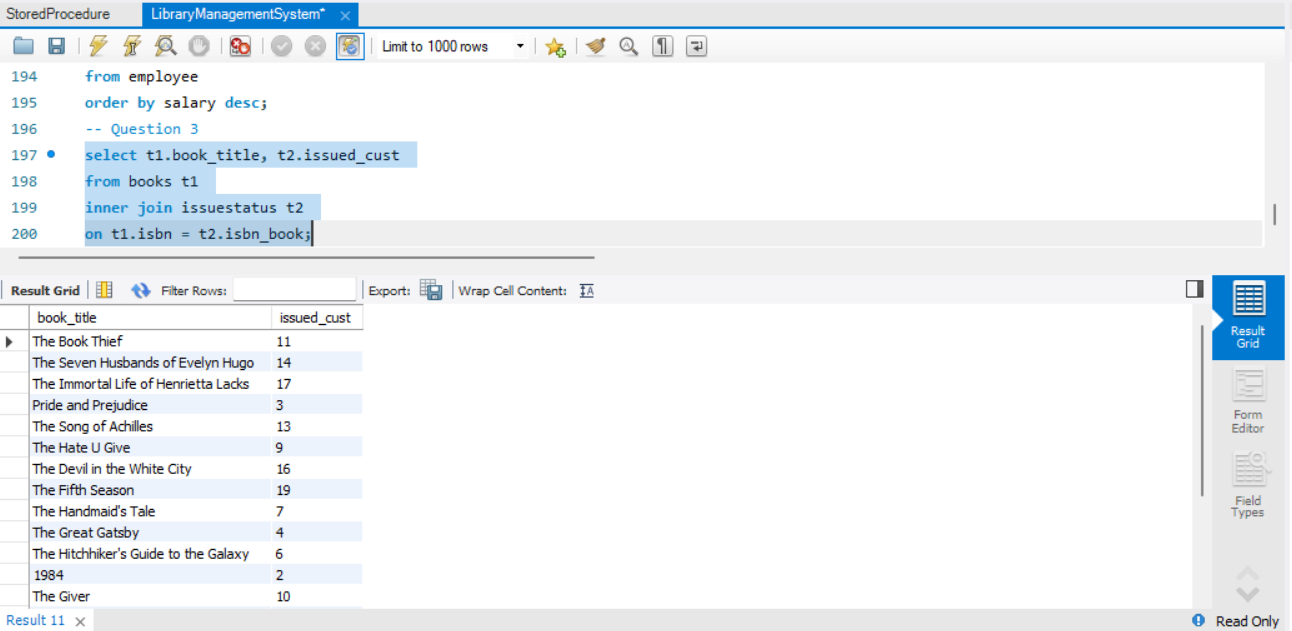 StoredProcedure LibraryManagementSystem* ×
Limit to 1000 rows
194 from employee
195 order by salary desc;
196 -- Question 3
197 select t1.book_title, t2.issued_cust
198 from books t1
199 inner join issuestatus t2
200 on t1.isbn = t2.isbn_book;
Result Grid Filter Rows: Export: Wrap Cell Content: IA
book_title issued_cust
The Book Thief 11
The Seven Husbands of Evelyn Hugo 14
The Immortal Life of Henrietta Lacks 17
Pride and Prejudice 3
The Song of Achilles 13
The Hate U Give 9
The Devil in the White City 16
The Fifth Season 19
The Handmaid's Tale 7
The Great Gatsby 4
The Hitchhiker's Guide to the Galaxy 6
1984 2
The Giver 10
Result
Grid
Form
Editor
Field
Types
Result 11 × Read Only